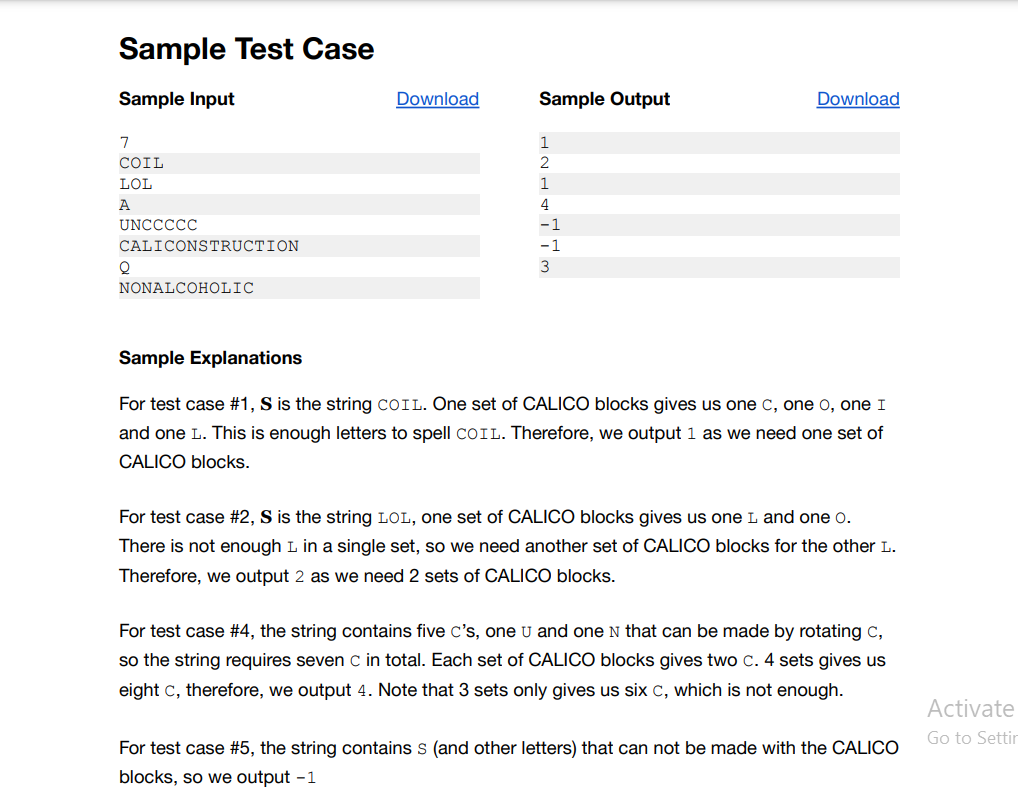 Sample Test Case
Sample Input Download Sample Output Download
7 1
COIL 2
LOL 1
A 4
UNCCCCC -1
CALICONSTRUCTION -1
Q 3
NONALCOHOLIC
Sample Explanations
For test case #1, S is the string COIL. One set of CALICO blocks gives us one C, one O, one I
and one L. This is enough letters to spell COIL. Therefore, we output 1 as we need one set of
CALICO blocks.
For test case #2, S is the string LOL, one set of CALICO blocks gives us one L and one O.
There is not enough L in a single set, so we need another set of CALICO blocks for the other L.
Therefore, we output 2 as we need 2 sets of CALICO blocks.
For test case #4, the string contains five C’s, one U and one N that can be made by rotating C,
so the string requires seven C in total. Each set of CALICO blocks gives two C. 4 sets gives us
eight C, therefore, we output 4. Note that 3 sets only gives us six C, which is not enough.
Activate
Go to Settin
For test case #5, the string contains S (and other letters) that can not be made with the CALICO
blocks, so we output -1